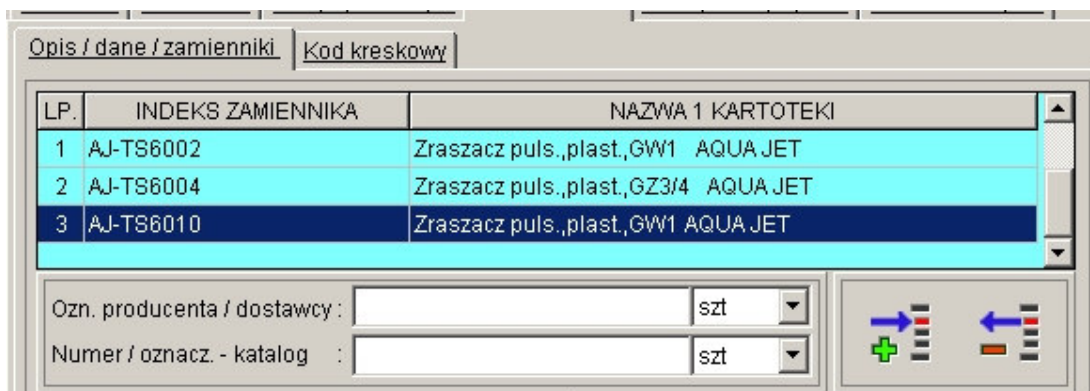 Opis / dane / zamienniki Kod kreskowy
LP. INDEKS ZAMIENNIKA NAZWA 1 KARTOTEKI
1 AJ-TS6002 Zraszacz puls.,plast.,GW1 AQUA JET
2 AJ-TS6004 Zraszacz puls.,plast.,GZ3/4 AQUA JET
3 AJ-TS6010 Zraszacz puls.,plast.,GW1 AQUA JET
Ozn. producenta / dostawcy : szt
Numer / oznacz. - katalog : szt